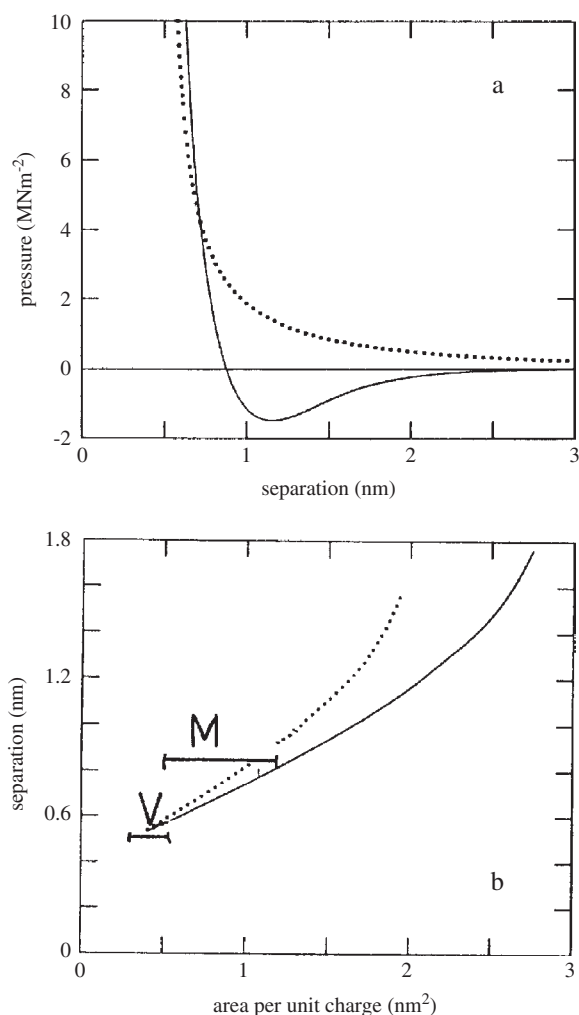 10
a
8
6
pressure (MNm-2)
4
2
0
-2
0 1 2 3
separation (nm)
1.8
1.2
separation (nm)
M
V
0.6
b
0
0 1 2 3
area per unit charge (nm2)